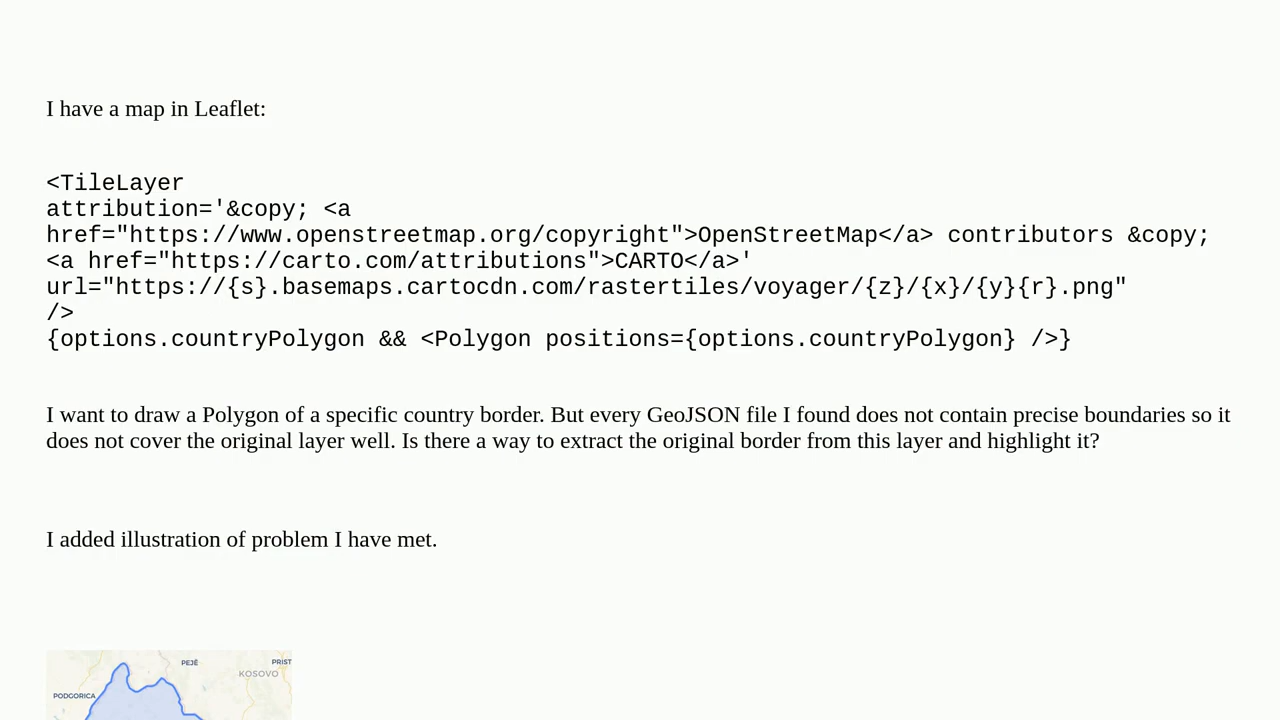 I have a map in Leaflet:
<TileLayer
attribution='&copy; <a
href="https://www.openstreetmap.org/copyright">OpenStreetMap</a> contributors &copy;
<a href="https://carto.com/attributions">CARTO</a>'
url="https://{s}.basemaps.cartocdn.com/rastertiles/voyager/{z}/{x}/{y}{r}.png"
/>
{options.countryPolygon && <Polygon positions={options.countryPolygon} />}
I want to draw a Polygon of a specific country border. But every GeoJSON file I found does not contain precise boundaries so it
does not cover the original layer well. Is there a way to extract the original border from this layer and highlight it?
I added illustration of problem I have met.
PEJË
PRIST
KOSOVO
PODGORICA